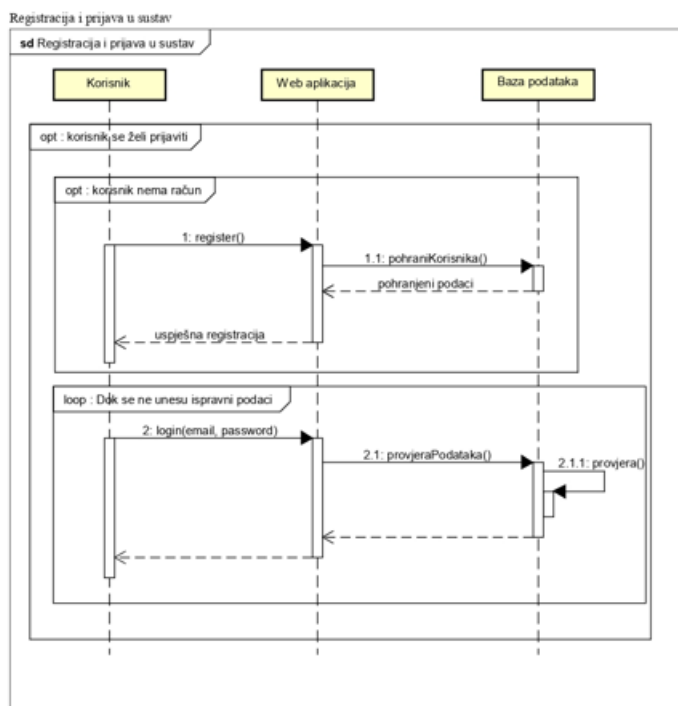 Registracija i prijava u sustav
sd Registracija i prijava u sustav
Korisnik
Web aplikacija
Baza podataka
opt : korisnik se želi prijaviti
opt : korisnik nema račun
1: register()
1.1: pohraniKorisnika()
pohranjeni podaci
uspješna registracija
loop : Dok se ne unesu ispravni podaci
2: login(email, password)
2.1: provjeraPodataka()
2.1.1: provjera()